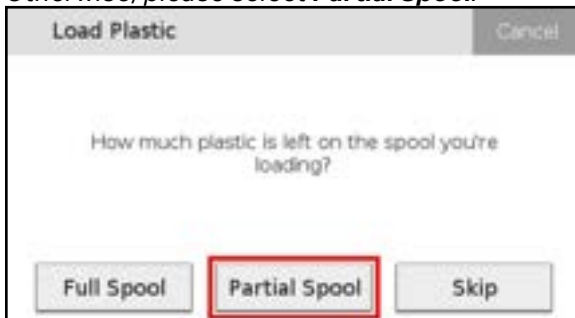 Otherwise, please select Partial Spool.
Load Plastic
Cancel
How much plastic is left on the spool you're
loading?
Full Spool
Partial Spool
Skip